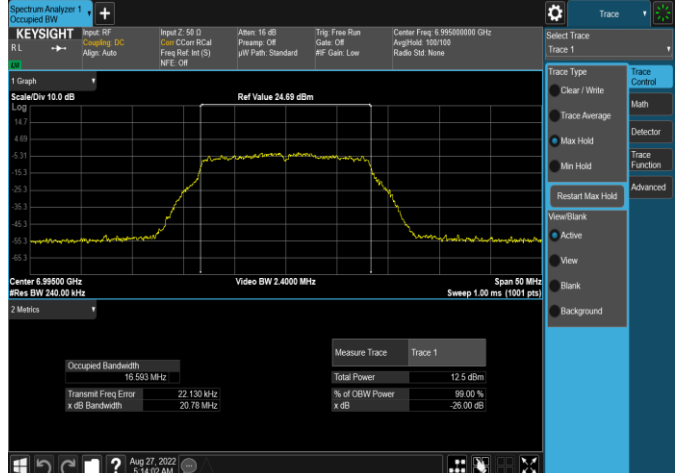 Spectrum Analyzer 1
Occupied BW
Trace
KEYSIGHT
R L
LV
Input: RF
Coupling: DC
Align: Auto
Input Z: 50 Ω
Corr CCorr RCal
Freq Ref: Int (S)
NFE: Off
Atten: 16 dB
Preamp: Off
µW Path: Standard
Trig: Free Run
Gate: Off
#IF Gain: Low
Center Freq: 6.995000000 GHz
Avg|Hold: 100/100
Radio Std: None
Select Trace
Trace 1
1 Graph
Scale/Div 10.0 dB
Ref Value 24.69 dBm
Log
14.7
4.69
-5.31
-15.3
-25.3
-35.3
-45.3
-55.3
-65.3
Center 6.99500 GHz
#Res BW 240.00 kHz
Video BW 2.4000 MHz
Span 50 MHz
Sweep 1.00 ms (1001 pts)
2 Metrics
Occupied Bandwidth
16.593 MHz
Transmit Freq Error 22.130 kHz
x dB Bandwidth 20.78 MHz
Measure Trace Trace 1
Total Power 12.5 dBm
% of OBW Power 99.00 %
x dB -26.00 dB
Trace Type
Clear / Write
Trace Average
Max Hold
Min Hold
Restart Max Hold
View/Blank
Active
View
Blank
Background
Trace
Control
Math
Detector
Trace
Function
Advanced
?
Aug 27, 2022
5:14:02 AM